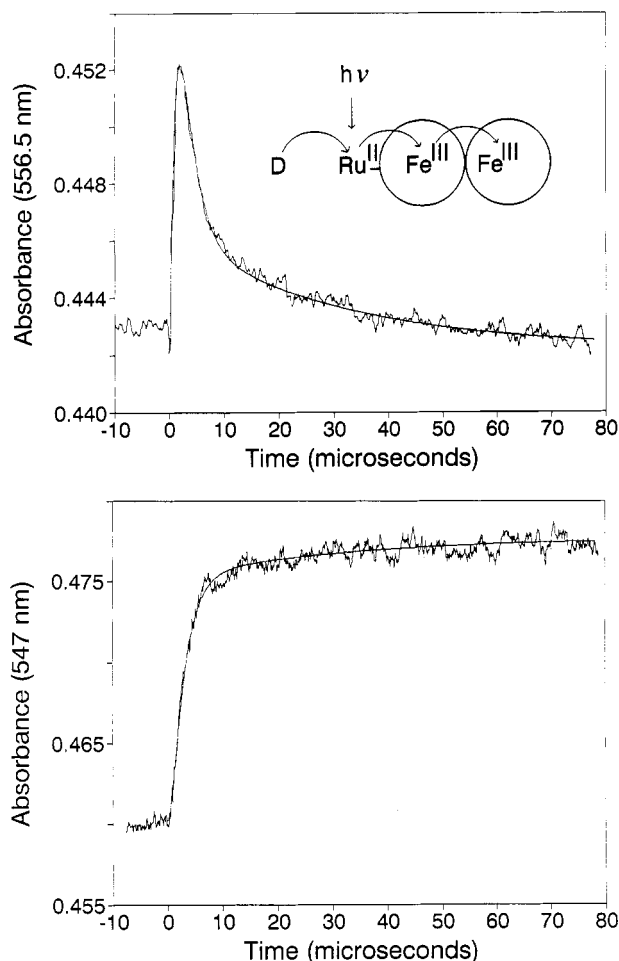 Absorbance (556.5 nm)
0.452
0.448
0.444
0.440
hν
D
Ru II
Fe III
Fe III
-10 0 10 20 30 40 50 60 70 80
Time (microseconds)
Absorbance (547 nm)
0.475
0.465
0.455
-10 0 10 20 30 40 50 60 70 80
Time (microseconds)